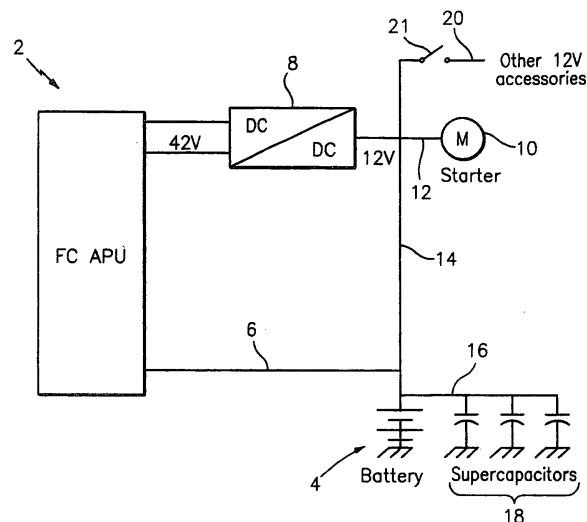 2
21
20
Other 12V
accessories
8
DC
DC
42V
12V
M
10
12
Starter
FC APU
14
6
16
4
Battery
Supercapacitors
18